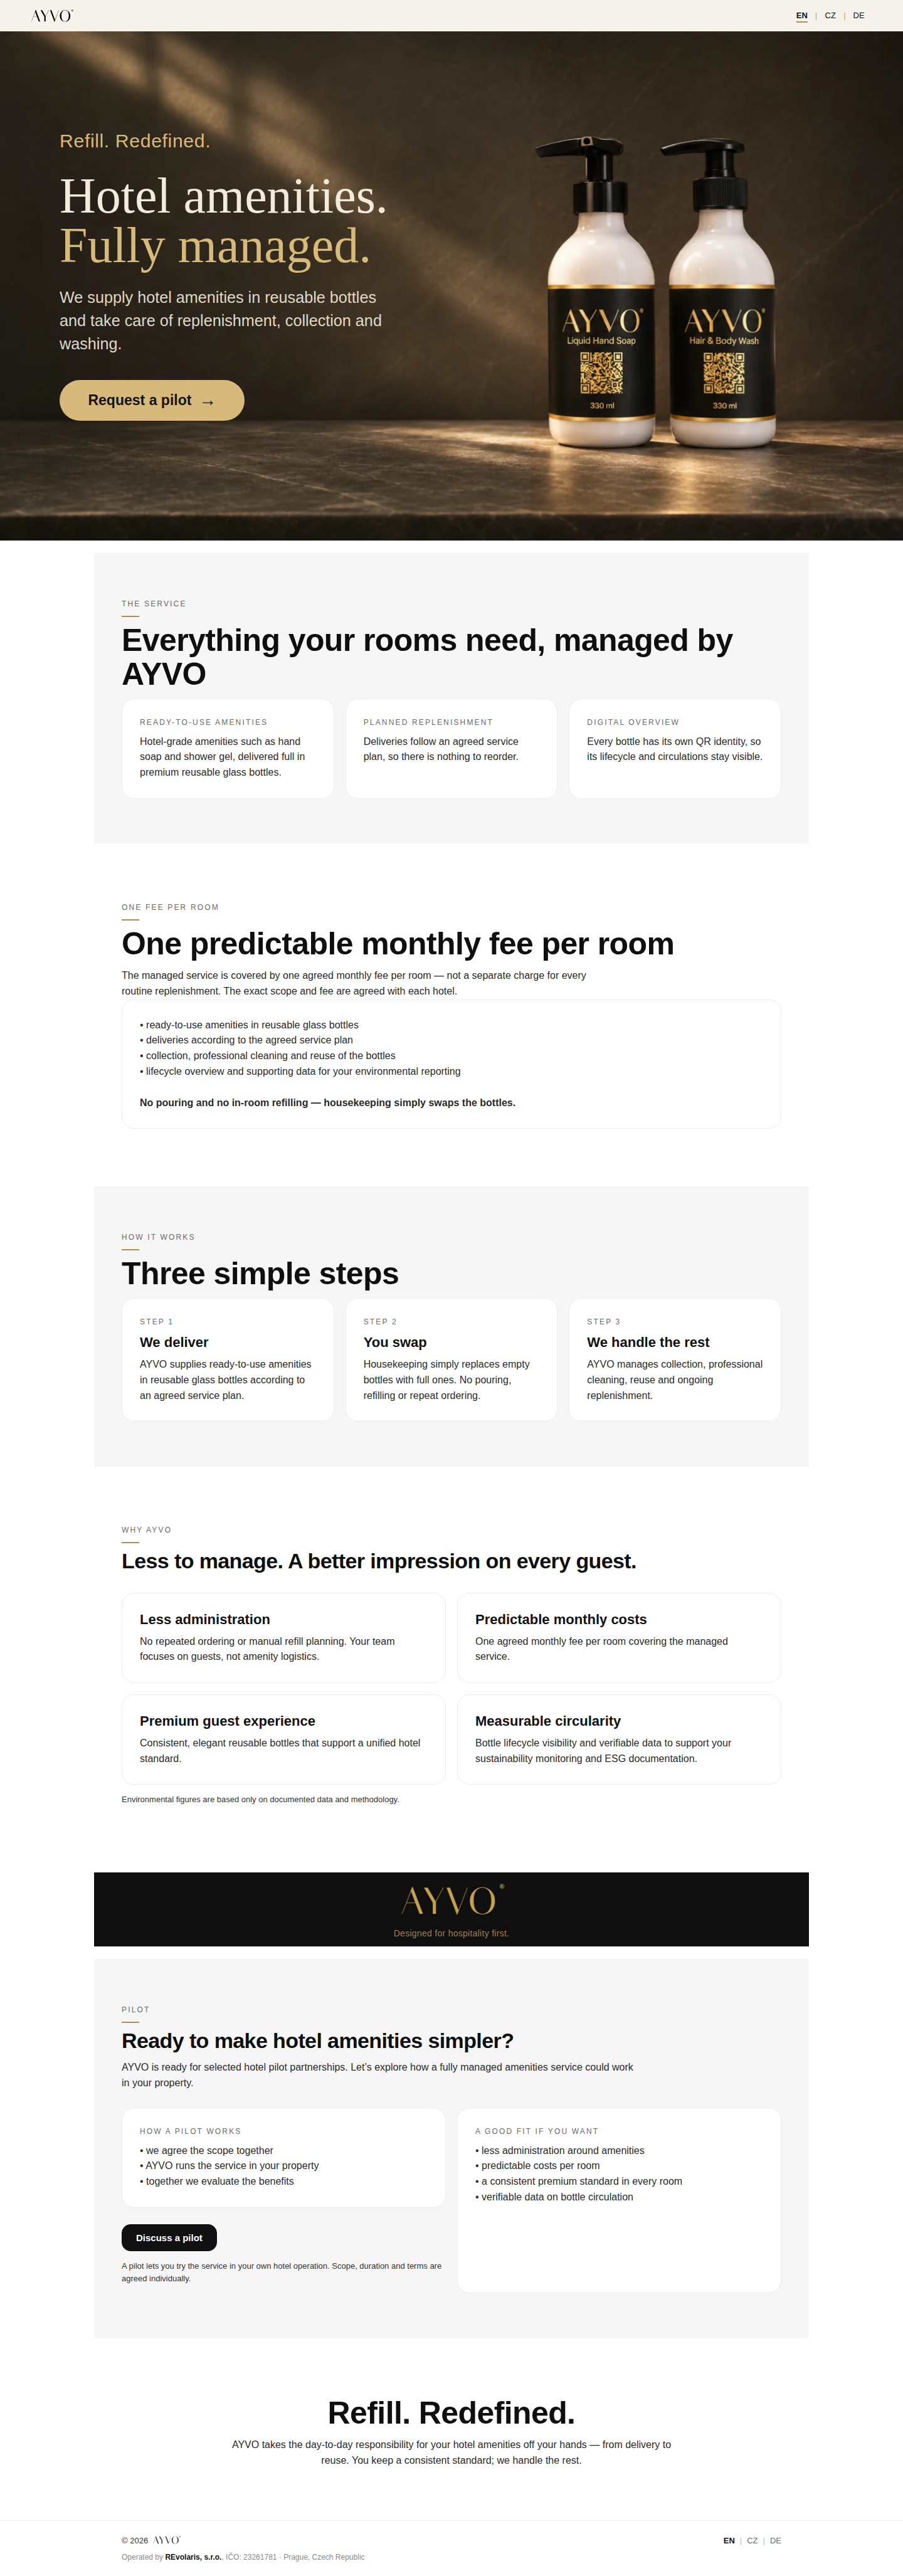 AYVO®
EN | CZ | DE
Refill. Redefined.
Hotel amenities.
Fully managed.
We supply hotel amenities in reusable bottles
and take care of replenishment, collection and
washing.
Request a pilot →
AYVO®
Liquid Hand Soap
330 ml
AYVO®
Hair & Body Wash
330 ml
THE SERVICE
Everything your rooms need, managed by
AYVO
READY-TO-USE AMENITIES
Hotel-grade amenities such as hand
soap and shower gel, delivered full in
premium reusable glass bottles.
PLANNED REPLENISHMENT
Deliveries follow an agreed service
plan, so there is nothing to reorder.
DIGITAL OVERVIEW
Every bottle has its own QR identity, so
its lifecycle and circulations stay visible.
ONE FEE PER ROOM
One predictable monthly fee per room
The managed service is covered by one agreed monthly fee per room — not a separate charge for every
routine replenishment. The exact scope and fee are agreed with each hotel.
• ready-to-use amenities in reusable glass bottles
• deliveries according to the agreed service plan
• collection, professional cleaning and reuse of the bottles
• lifecycle overview and supporting data for your environmental reporting
No pouring and no in-room refilling — housekeeping simply swaps the bottles.
HOW IT WORKS
Three simple steps
STEP 1
We deliver
AYVO supplies ready-to-use amenities
in reusable glass bottles according to
an agreed service plan.
STEP 2
You swap
Housekeeping simply replaces empty
bottles with full ones. No pouring,
refilling or repeat ordering.
STEP 3
We handle the rest
AYVO manages collection, professional
cleaning, reuse and ongoing
replenishment.
WHY AYVO
Less to manage. A better impression on every guest.
Less administration
No repeated ordering or manual refill planning. Your team
focuses on guests, not amenity logistics.
Predictable monthly costs
One agreed monthly fee per room covering the managed
service.
Premium guest experience
Consistent, elegant reusable bottles that support a unified hotel
standard.
Measurable circularity
Bottle lifecycle visibility and verifiable data to support your
sustainability monitoring and ESG documentation.
Environmental figures are based only on documented data and methodology.
AYVO®
Designed for hospitality first.
PILOT
Ready to make hotel amenities simpler?
AYVO is ready for selected hotel pilot partnerships. Let’s explore how a fully managed amenities service could work
in your property.
HOW A PILOT WORKS
• we agree the scope together
• AYVO runs the service in your property
• together we evaluate the benefits
Discuss a pilot
A pilot lets you try the service in your own hotel operation. Scope, duration and terms are
agreed individually.
A GOOD FIT IF YOU WANT
• less administration around amenities
• predictable costs per room
• a consistent premium standard in every room
• verifiable data on bottle circulation
Refill. Redefined.
AYVO takes the day-to-day responsibility for your hotel amenities off your hands — from delivery to
reuse. You keep a consistent standard; we handle the rest.
© 2026 AYVO®
EN | CZ | DE
Operated by REvolaris, s.r.o., IČO: 23261781 · Prague, Czech Republic